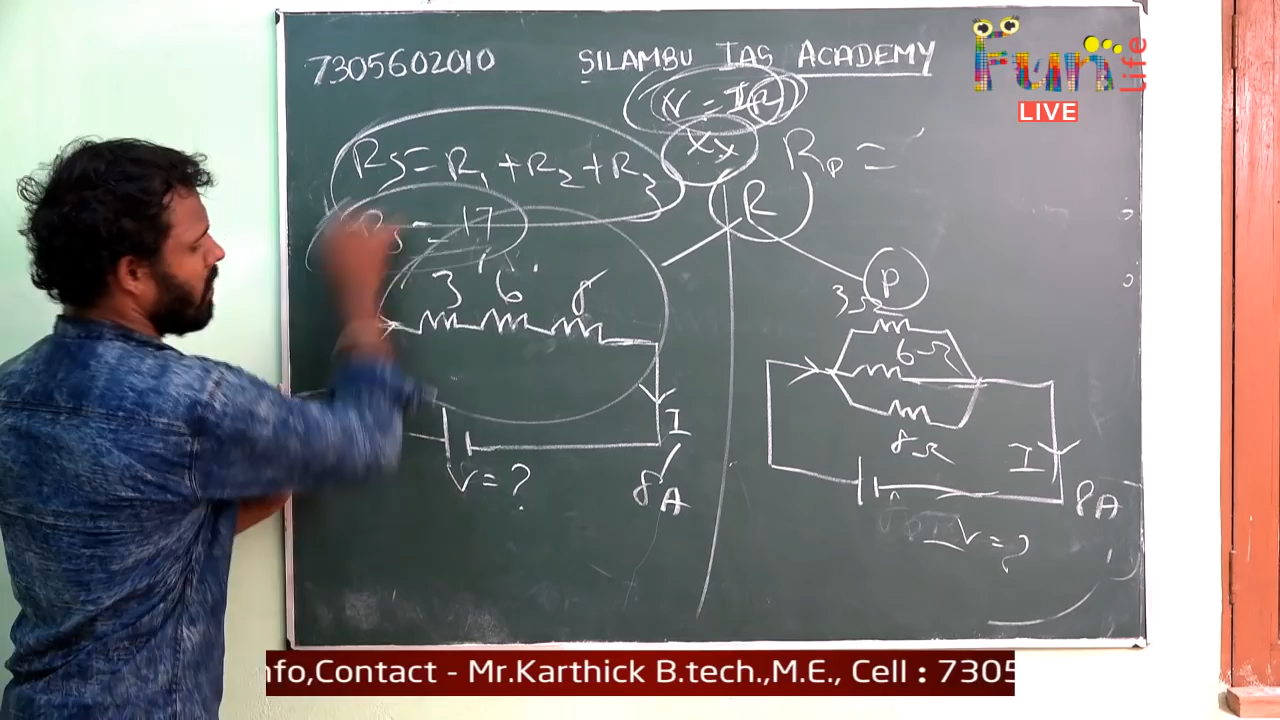 7305602010 SILAMBU IAS ACADEMY
Fun Life
LIVE
V = IR
Rs = R1 + R2 + R3
Rp =
R
= 17
3 6 8
P
3Ω
6Ω
8Ω
I
I
V = ?
8A
8A
V = ?
nfo,Contact - Mr.Karthick B.tech.,M.E., Cell : 7305